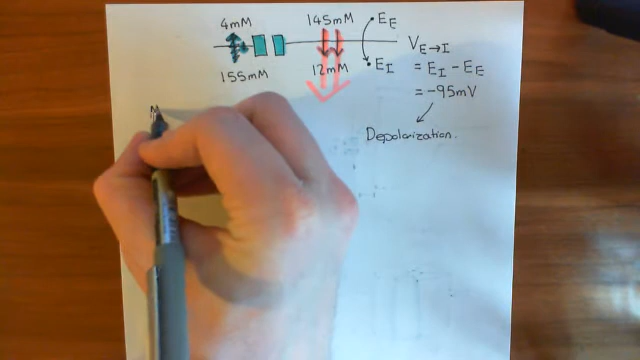 4mM
155mM
145mM
12mM
E_E
E_I
V_E→I
= E_I - E_E
= -95mV
Depolarization.